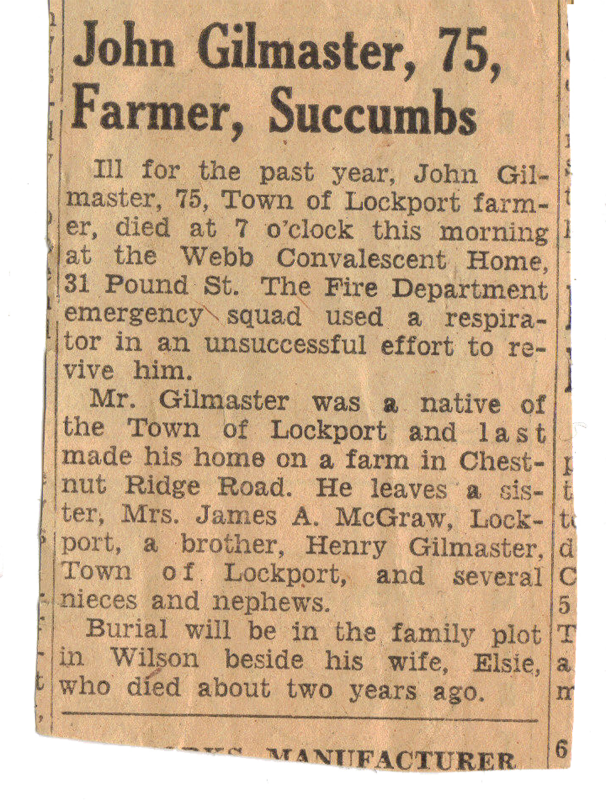 John Gilmaster, 75,
Farmer, Succumbs
Ill for the past year, John Gil-
master, 75, Town of Lockport farm-
er, died at 7 o'clock this morning
at the Webb Convalescent Home,
31 Pound St. The Fire Department
emergency squad used a respira-
tor in an unsuccessful effort to re-
vive him.
Mr. Gilmaster was a native of
the Town of Lockport and last
made his home on a farm in Chest-
nut Ridge Road. He leaves a sis-
ter, Mrs. James A. McGraw, Lock-
port, a brother, Henry Gilmaster,
Town of Lockport, and several
nieces and nephews.
Burial will be in the family plot
in Wilson beside his wife, Elsie,
who died about two years ago.
MANUFACTURER